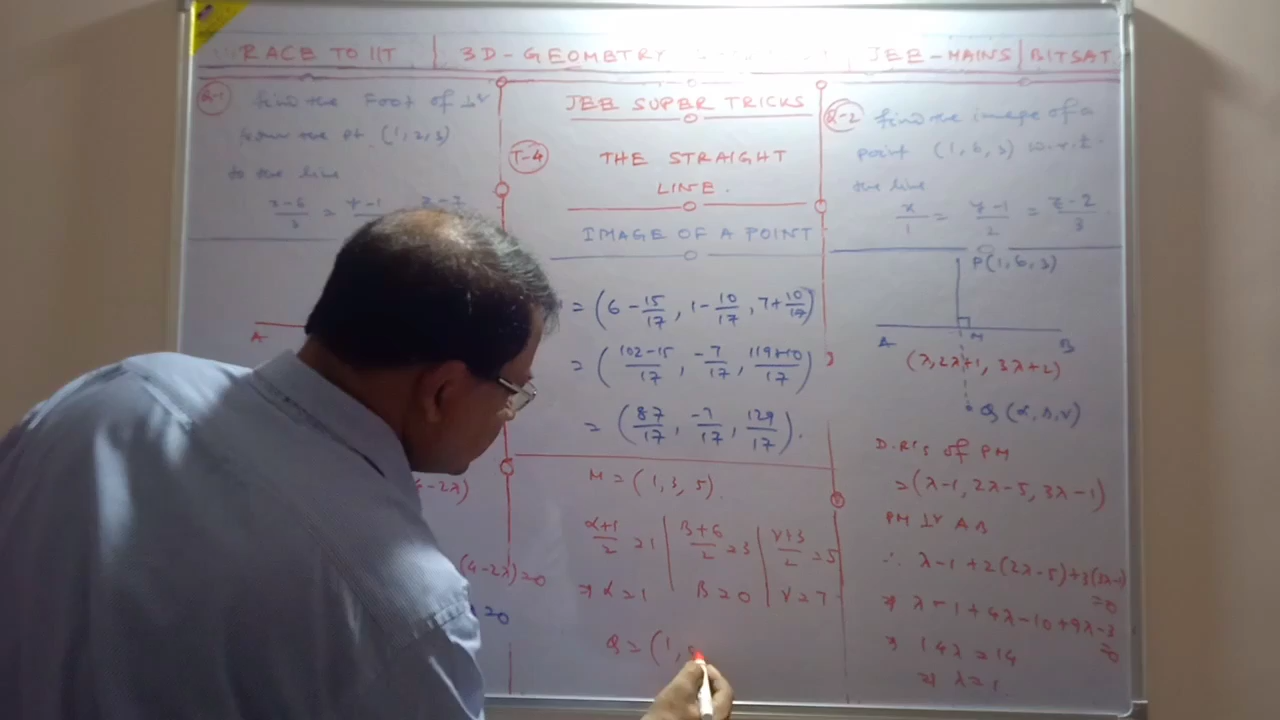 RACE TO IIT | 3D-GEOMETRY JEE-MAINS | BITSAT
Q-1 Find the Foot of ⊥r
from the pt. (1, 2, 3)
to the line
x-6/3 = y-1/ z-7/
A
4-2λ)
(4-2λ)=0
=0
JEE SUPER TRICKS
T-4 THE STRAIGHT
LINE.
IMAGE OF A POINT
= (6 - 15/17, 1 - 10/17, 7 + 10/17)
= (102-15/17, -7/17, 119+10/17)
= (87/17, -7/17, 129/17).
M = (1, 3, 5).
α+1/2 = 1 | β+6/2 = 3 | γ+3/2 = 5
⇒ α = 1 | β = 0 | γ = 7
Q = (1,
Q-2 Find the image of a
point (1, 6, 3) w.r.t.
the line
x/1 = y-1/2 = z-2/3.
P(1, 6, 3)
A M B
(λ, 2λ+1, 3λ+2)
Q (α, β, γ)
D.R's of PM
= (λ-1, 2λ-5, 3λ-1)
PM ⊥r AB
∴ λ-1 + 2(2λ-5) + 3(3λ-1) = 0
⇒ λ-1+4λ-10+9λ-3 = 0
⇒ 14λ = 14
⇒ λ = 1.